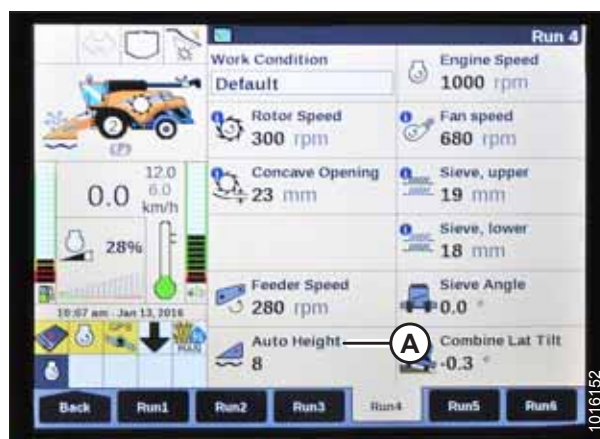 Run 4
Work Condition
Default
Engine Speed
1000 rpm
Rotor Speed
300 rpm
Fan speed
680 rpm
Concave Opening
23 mm
Sieve, upper
19 mm
Sieve, lower
18 mm
Feeder Speed
280 rpm
Sieve Angle
0.0 °
Auto Height
8
A
Combine Lat Tilt
-0.3 °
2
12.0
0.0
6.0
km/h
28%
10:07 am Jan 13, 2016
GPS
Back
Run1
Run2
Run3
Run4
Run5
Run6
1016152